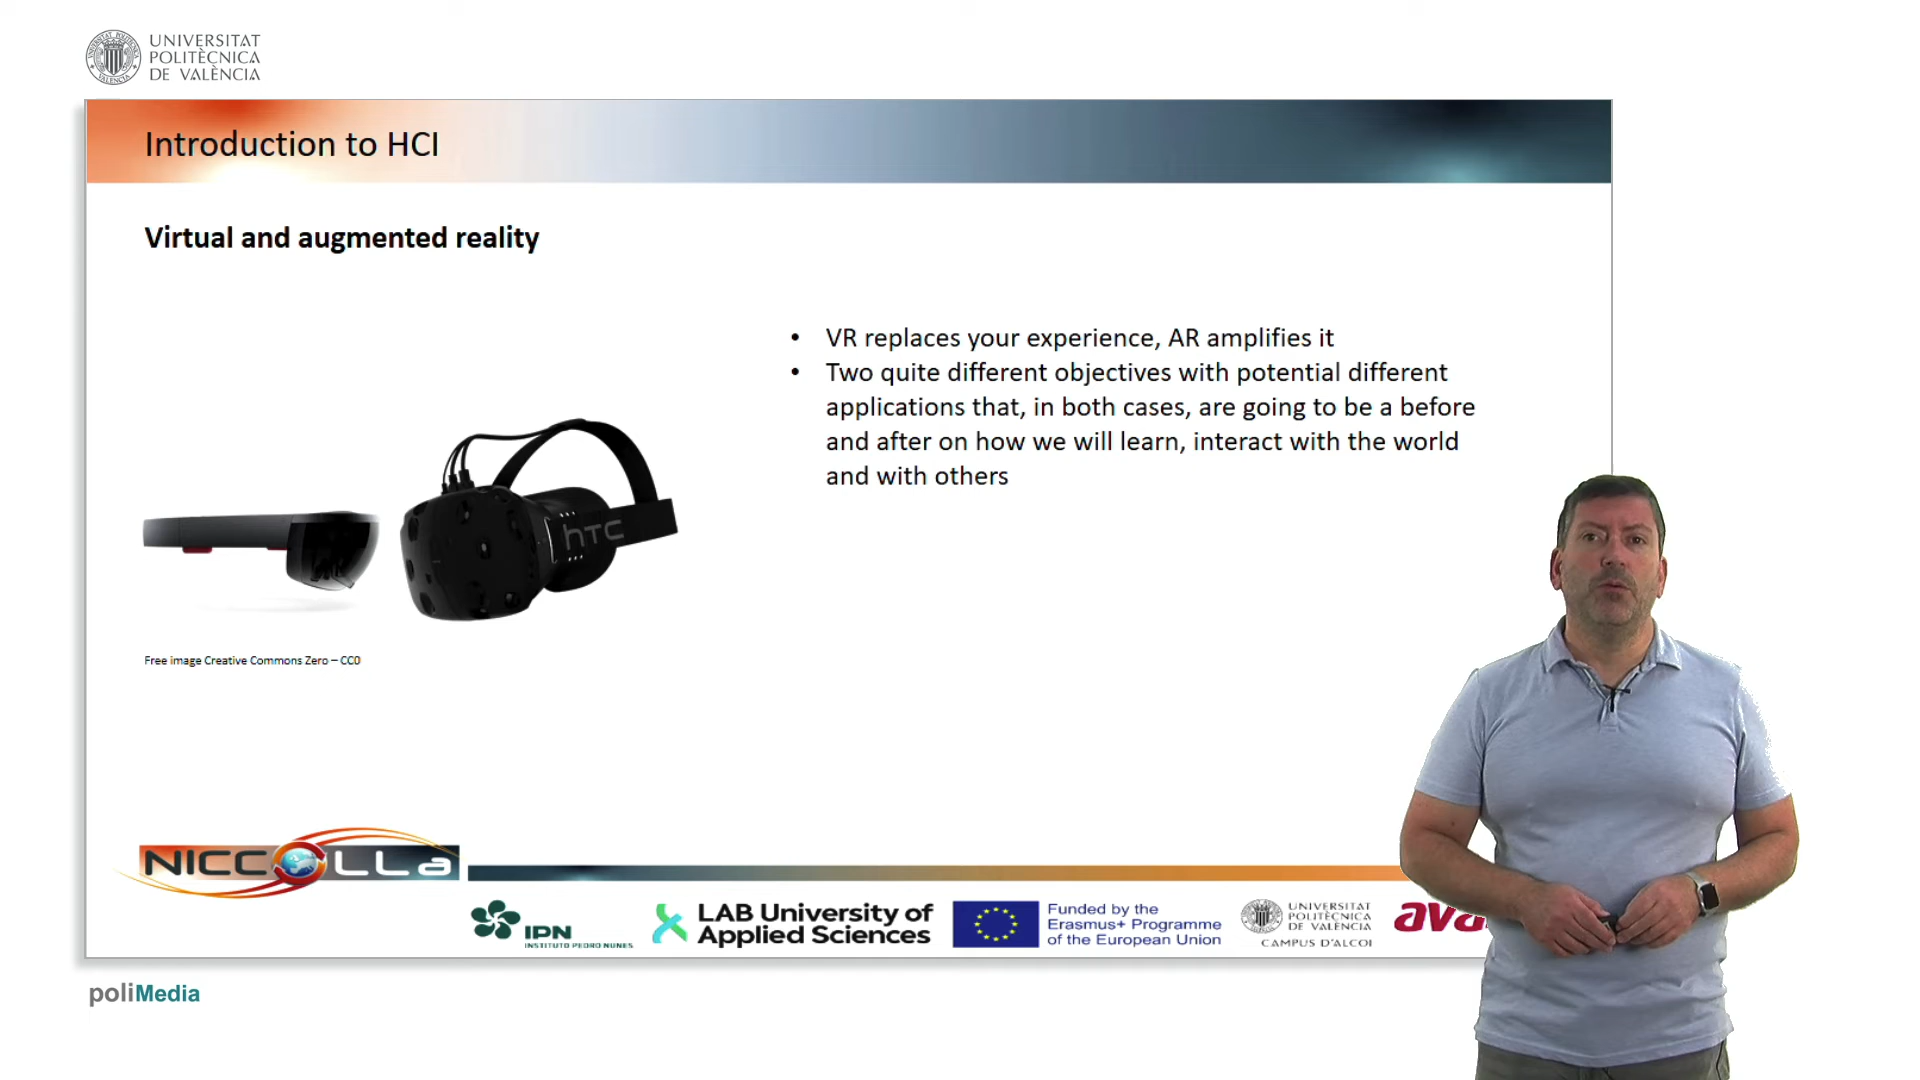 UNIVERSITAT
POLITÈCNICA
DE VALÈNCIA
Introduction to HCI
Virtual and augmented reality
• VR replaces your experience, AR amplifies it
• Two quite different objectives with potential different
applications that, in both cases, are going to be a before
and after on how we will learn, interact with the world
and with others
hTC
Free image Creative Commons Zero – CC0
NICCOLLa
IPN
INSTITUTO PEDRO NUNES
LAB University of
Applied Sciences
Funded by the
Erasmus+ Programme
of the European Union
UNIVERSITAT
POLITÈCNICA
DE VALÈNCIA
CAMPUS D'ALCOI
poliMedia